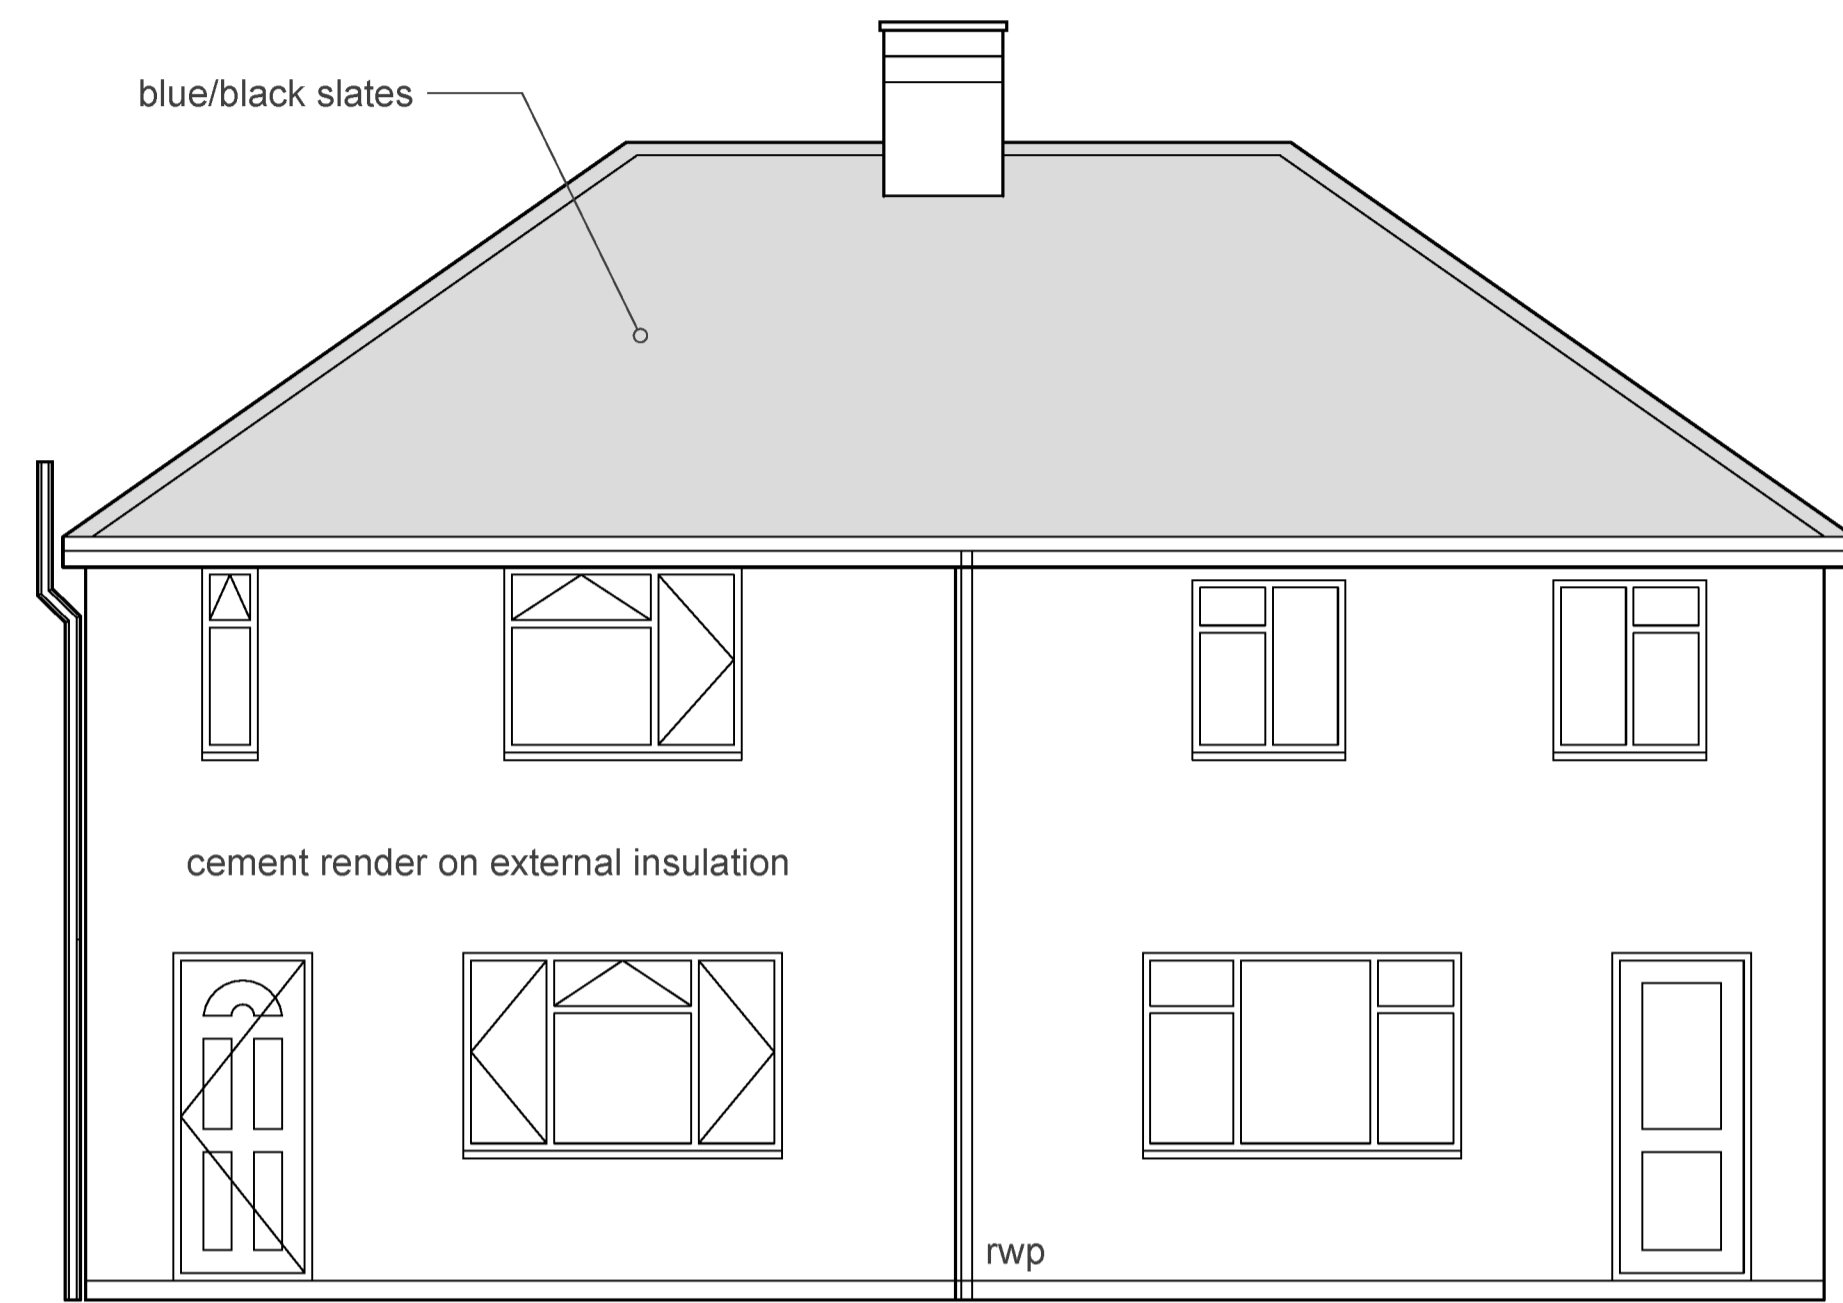 blue/black slates
cement render on external insulation
rwp